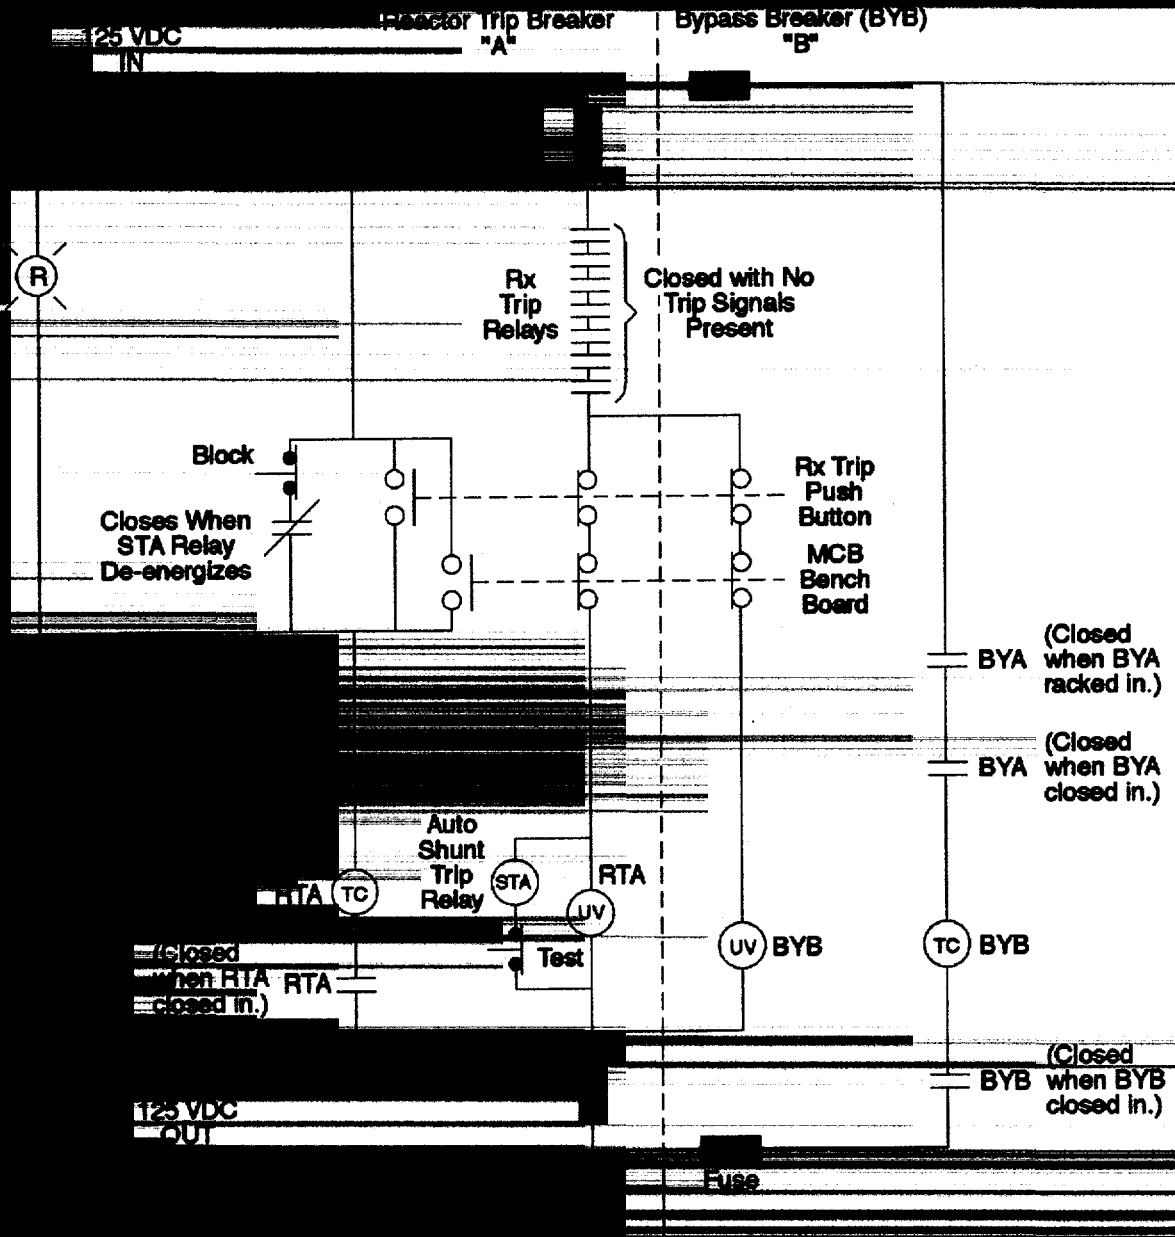 Reactor Trip Breaker
"A"
Bypass Breaker (BYB)
"B"
125 VDC
IN
R
Rx
Trip
Relays
Closed with No
Trip Signals
Present
Block
Closes When
STA Relay
De-energizes
Rx Trip
Push
Button
MCB
Bench
Board
BYA
(Closed
when BYA
racked in.)
BYA
(Closed
when BYA
closed in.)
Auto
Shunt
Trip
Relay
STA
RTA
UV
RTA
TC
Test
UV
BYB
TC
BYB
(Closed
when RTA
closed in.)
RTA
BYB
(Closed
when BYB
closed in.)
125 VDC
OUT
Fuse